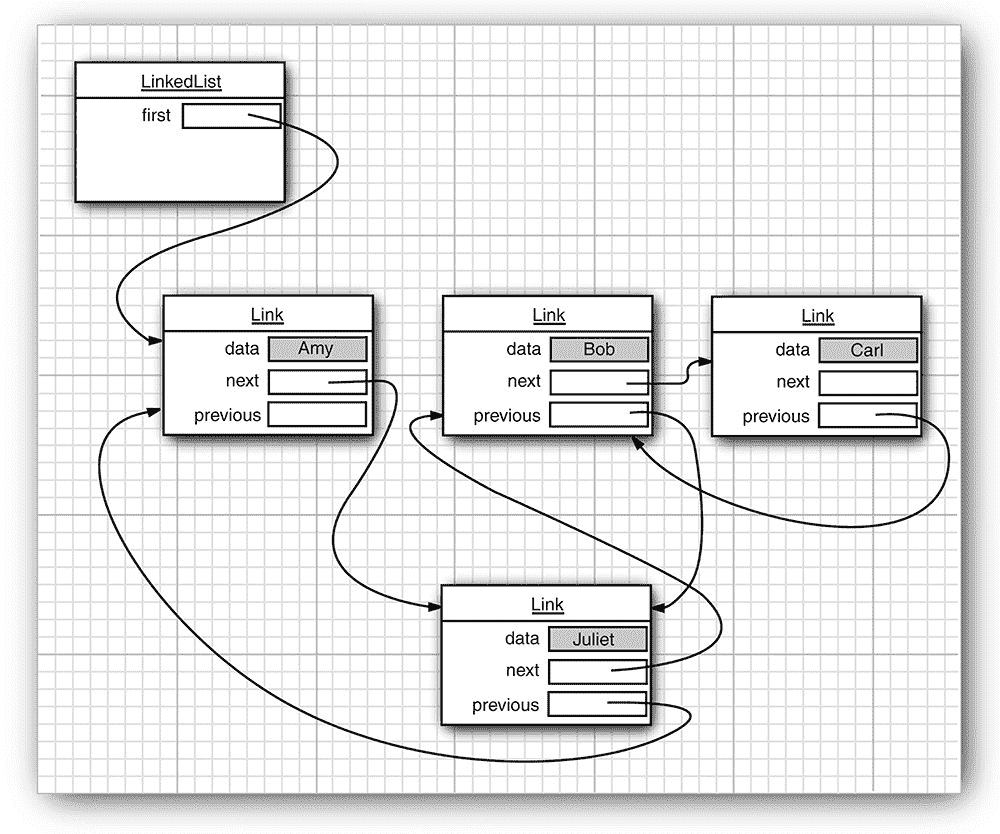 LinkedList
first
Link
data Amy
next
previous
Link
data Bob
next
previous
Link
data Carl
next
previous
Link
data Juliet
next
previous